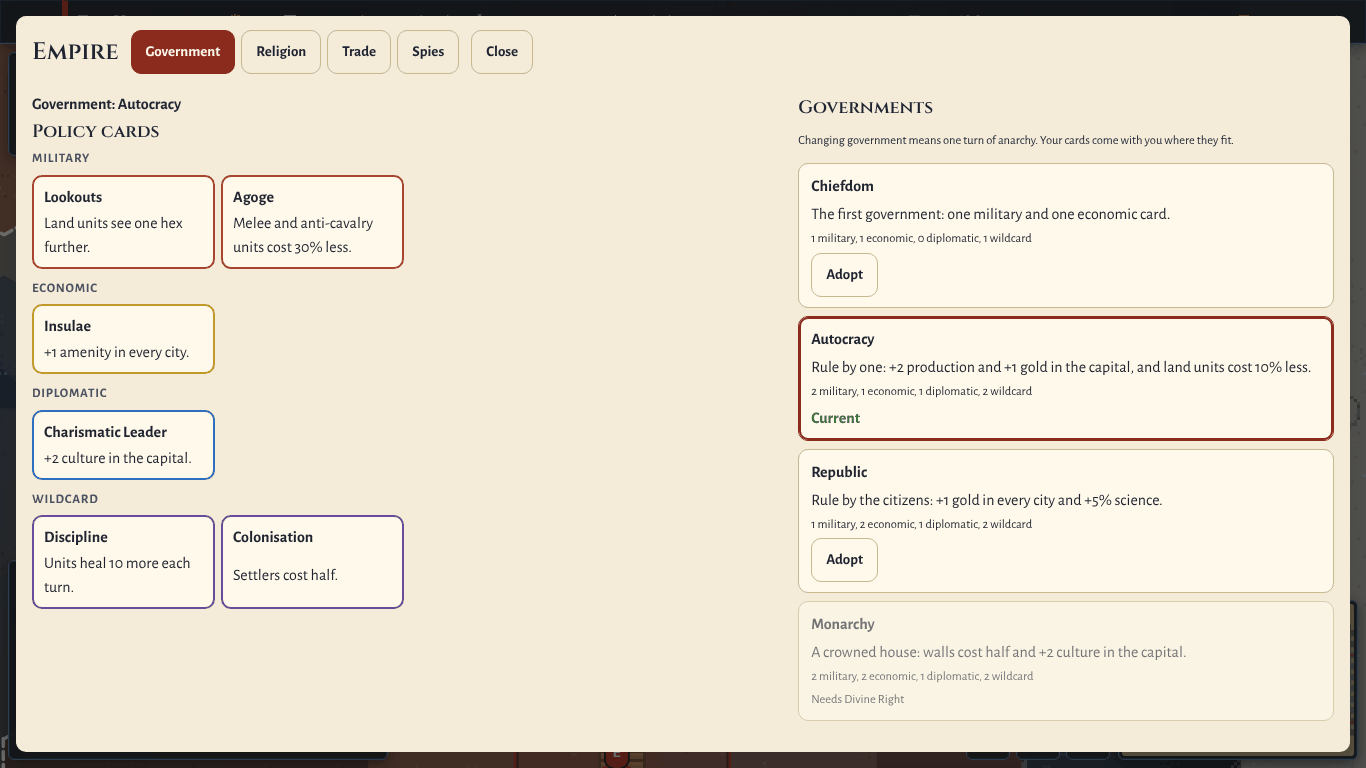 Empire
Government
Religion
Trade
Spies
Close
Government: Autocracy
Policy cards
MILITARY
Lookouts
Land units see one hex
further.
Agoge
Melee and anti-cavalry
units cost 30% less.
ECONOMIC
Insulae
+1 amenity in every city.
DIPLOMATIC
Charismatic Leader
+2 culture in the capital.
WILDCARD
Discipline
Units heal 10 more each
turn.
Colonisation
Settlers cost half.
Governments
Changing government means one turn of anarchy. Your cards come with you where they fit.
Chiefdom
The first government: one military and one economic card.
1 military, 1 economic, 0 diplomatic, 1 wildcard
Adopt
Autocracy
Rule by one: +2 production and +1 gold in the capital, and land units cost 10% less.
2 military, 1 economic, 1 diplomatic, 2 wildcard
Current
Republic
Rule by the citizens: +1 gold in every city and +5% science.
1 military, 2 economic, 1 diplomatic, 2 wildcard
Adopt
Monarchy
A crowned house: walls cost half and +2 culture in the capital.
2 military, 2 economic, 1 diplomatic, 2 wildcard
Needs Divine Right